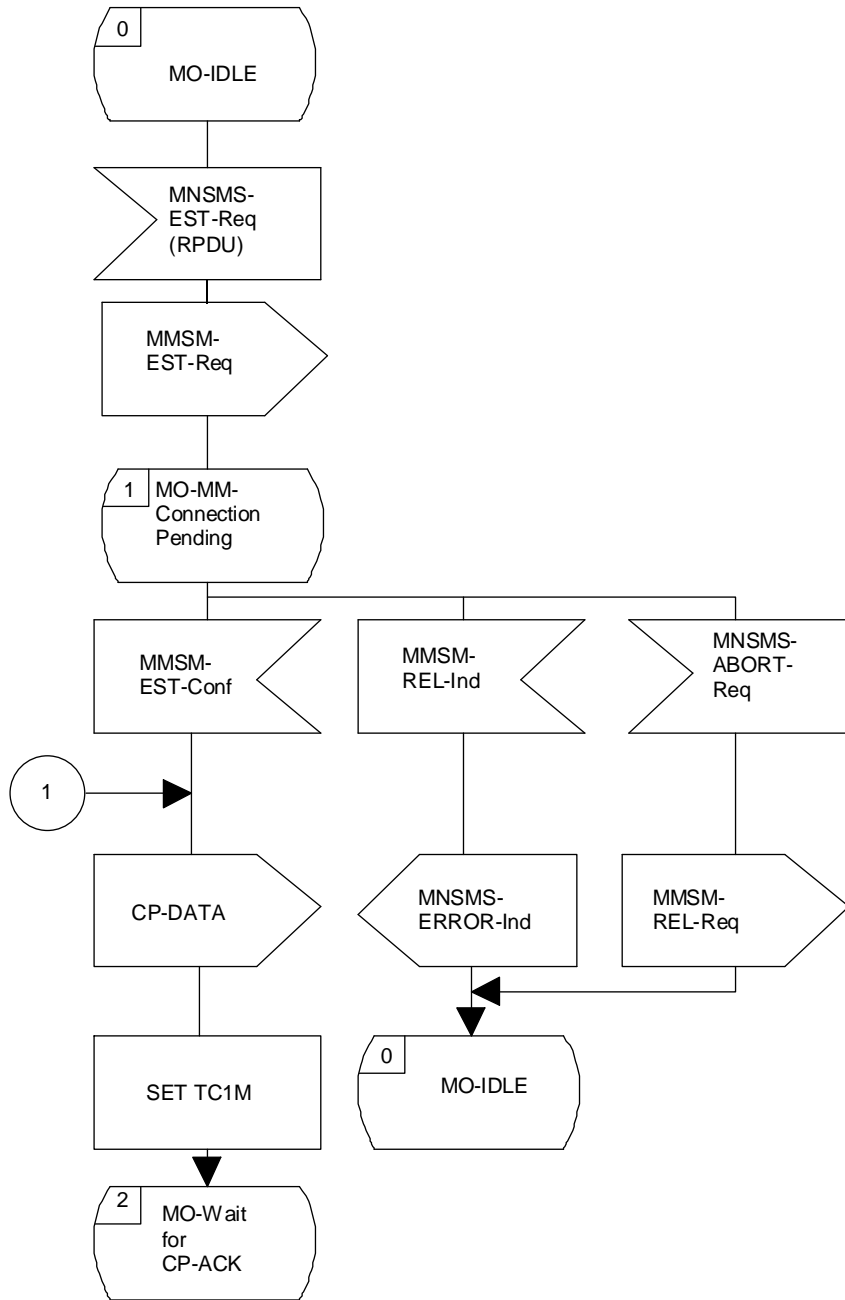 0
MO-IDLE
MNSMS-
EST-Req
(RPDU)
MMSM-
EST-Req
1
MO-MM-
Connection
Pending
MMSM-
EST-Conf
MMSM-
REL-Ind
MNSMS-
ABORT-
Req
1
CP-DATA
MNSMS-
ERROR-Ind
MMSM-
REL-Req
SET TC1M
0
MO-IDLE
2
MO-Wait
for
CP-ACK